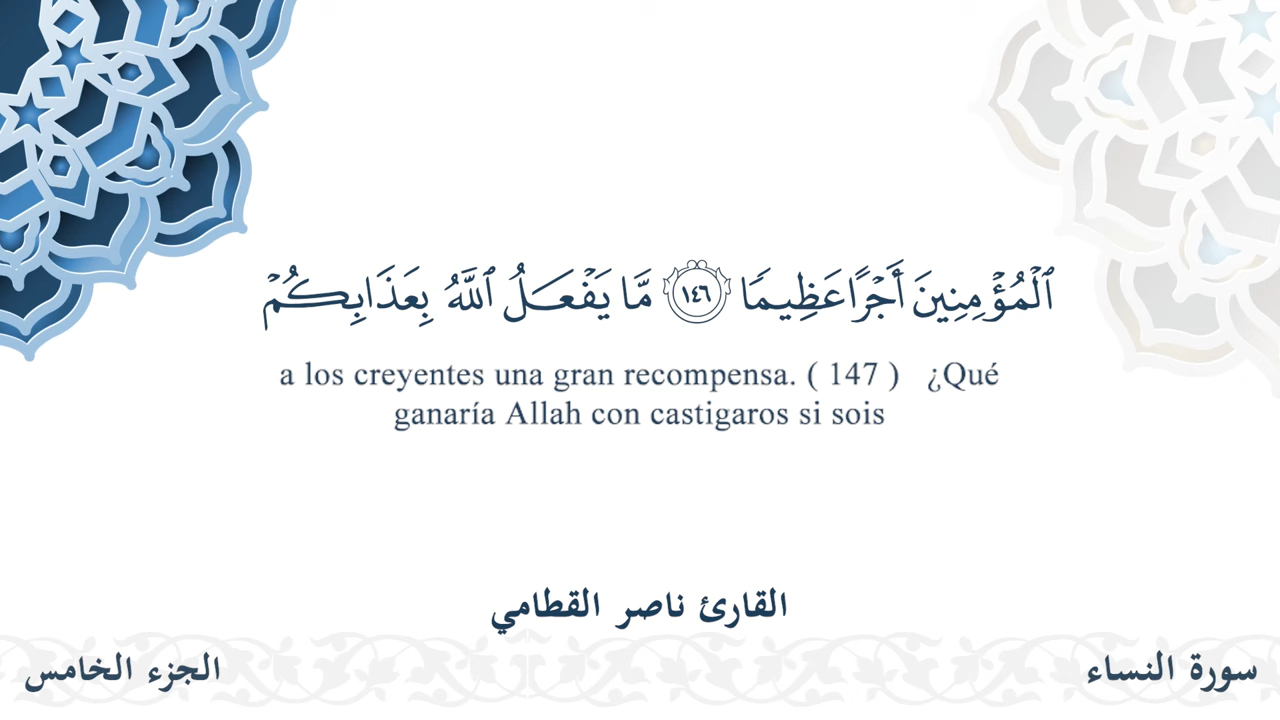 ٱلْمُؤْمِنِينَ أَجْرًا عَظِيمًا ١٤٦ مَّا يَفْعَلُ ٱللَّهُ بِعَذَابِكُمْ
a los creyentes una gran recompensa. ( 147 ) ¿Qué
ganaría Allah con castigaros si sois
القارئ ناصر القطامي
سورة النساء
الجزء الخامس